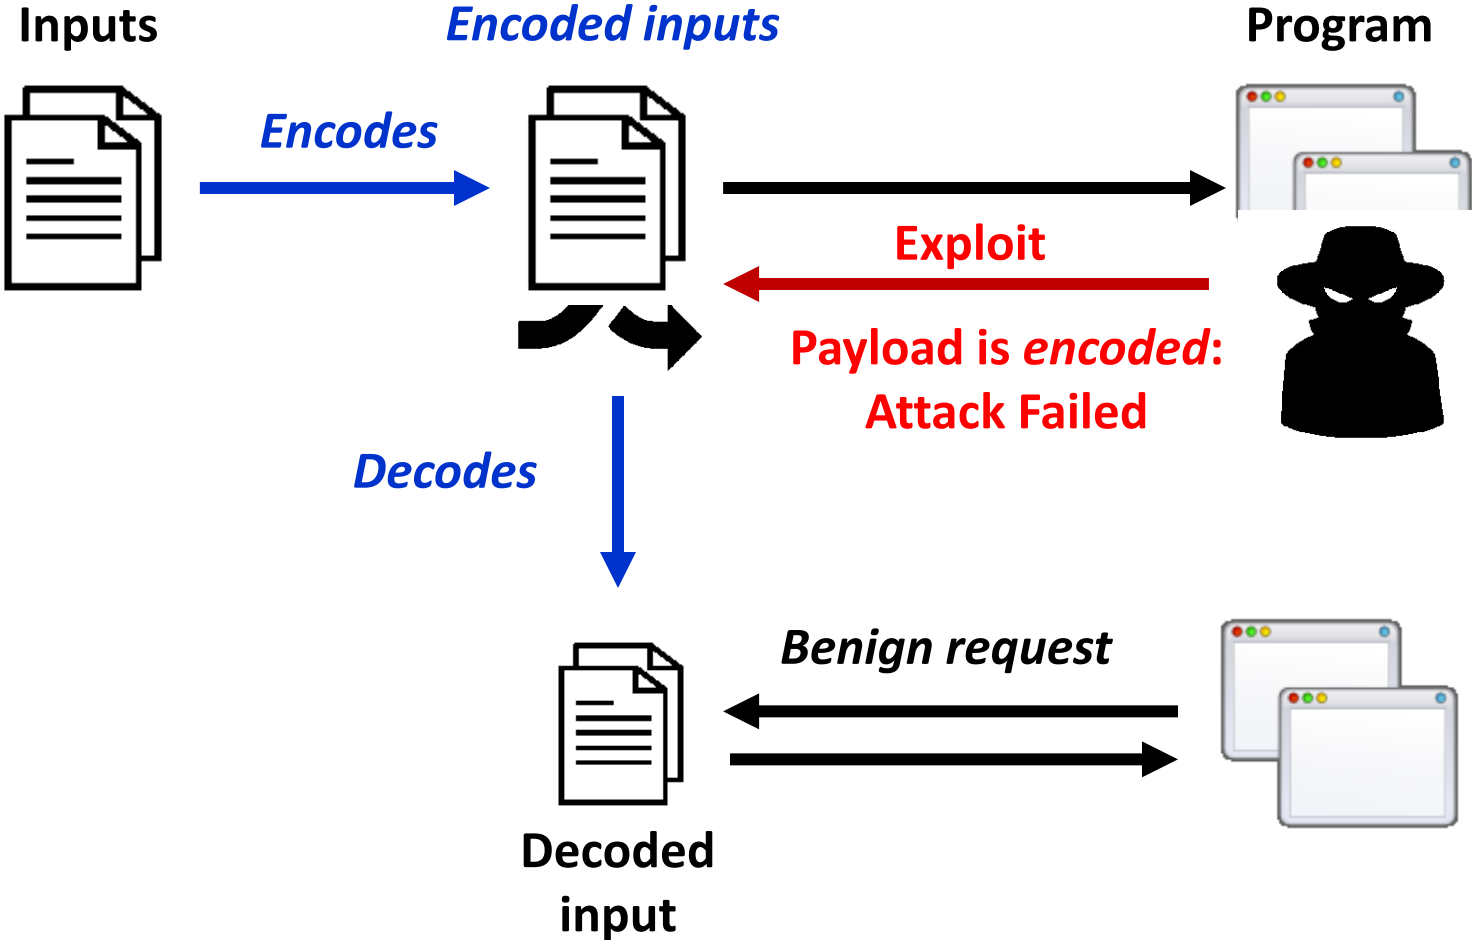 Inputs
Encoded inputs
Program
Encodes
Exploit
Payload is encoded:
Attack Failed
Decodes
Benign request
Decoded
input